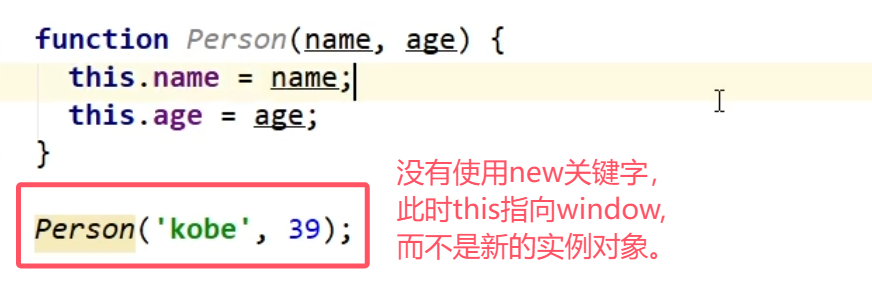 function Person(name, age) {
this.name = name;
this.age = age;
}
Person('kobe', 39);
没有使用new关键字，
此时this指向window,
而不是新的实例对象。